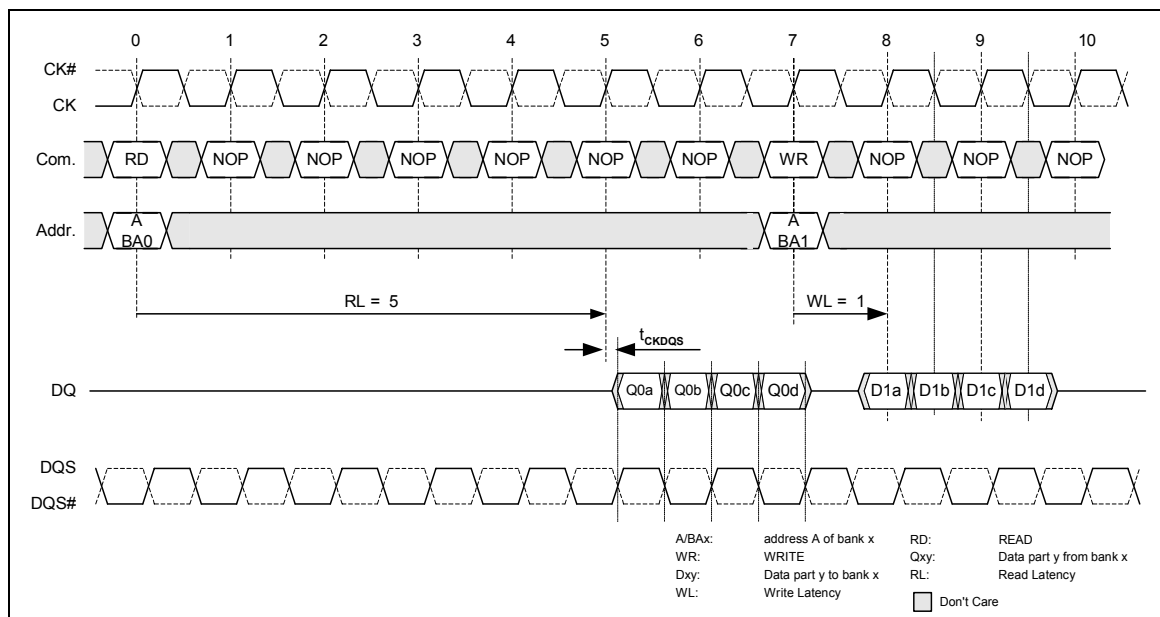 0 1 2 3 4 5 6 7 8 9 10
CK#
CK
Com. RD NOP NOP NOP NOP NOP NOP WR NOP NOP NOP
A A
Addr.
BA0 BA1
RL = 5 WL = 1
tCKDQS
DQ Q0a Q0b Q0c Q0d D1a D1b D1c D1d
DQS
DQS#
A/BAx: address A of bank x RD: READ
WR: WRITE Qxy: Data part y from bank x
Dxy: Data part y to bank x RL: Read Latency
WL: Write Latency
Don't Care